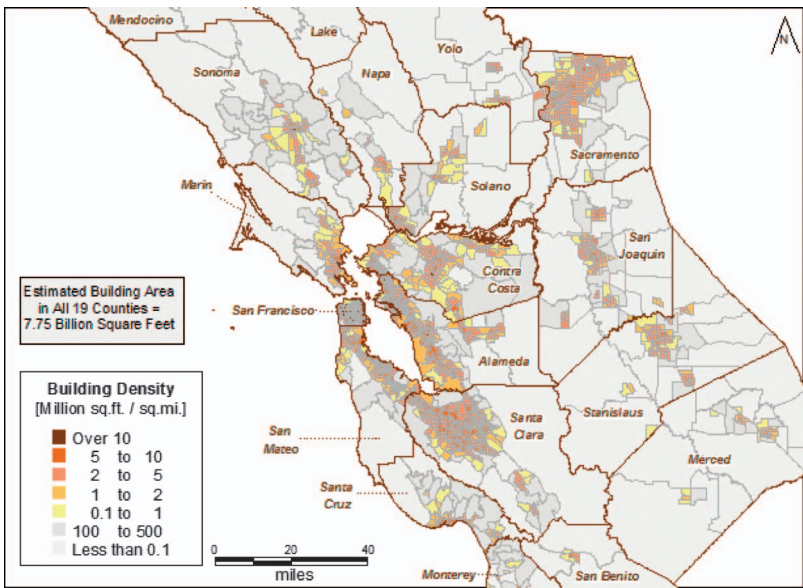 Mendocino
Lake
Yolo
N
Sonoma
Napa
Sacramento
Solano
Marin
San
Joaquin
Contra
Costa
Estimated Building Area
in All 19 Counties =
7.75 Billion Square Feet
San Francisco
Alameda
Building Density
[Million sq.ft. / sq.mi.]
Over 10
5 to 10
2 to 5
1 to 2
0.1 to 1
100 to 500
Less than 0.1
Santa
Clara
Stanislaus
San
Mateo
Merced
Santa
Cruz
0 20 40
miles
Monterey
San Benito